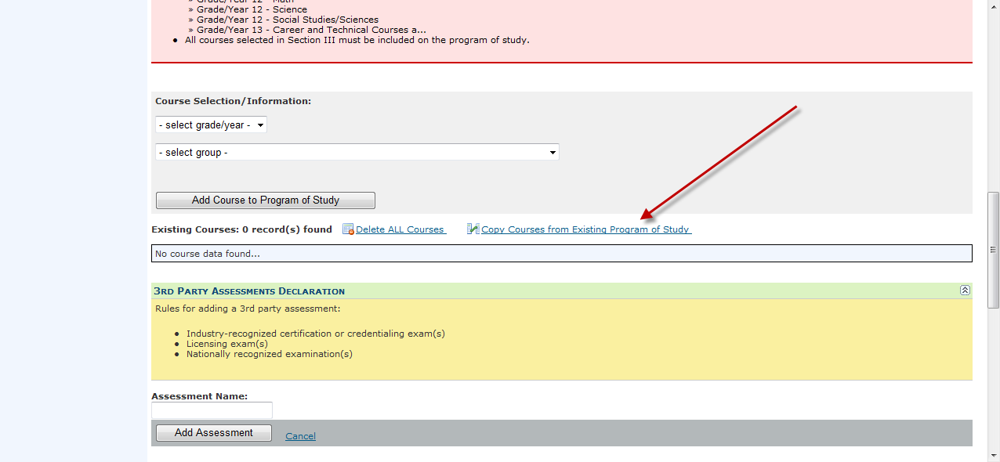 » Grade/Year 12 - Math
» Grade/Year 12 - Science
» Grade/Year 12 - Social Studies/Sciences
» Grade/Year 13 - Career and Technical Courses a...
• All courses selected in Section III must be included on the program of study.
Course Selection/Information:
- select grade/year -
- select group -
Add Course to Program of Study
Existing Courses: 0 record(s) found Delete ALL Courses Copy Courses from Existing Program of Study
No course data found...
3rd Party Assessments Declaration
Rules for adding a 3rd party assessment:
• Industry-recognized certification or credentialing exam(s)
• Licensing exam(s)
• Nationally recognized examination(s)
Assessment Name:
Add Assessment Cancel